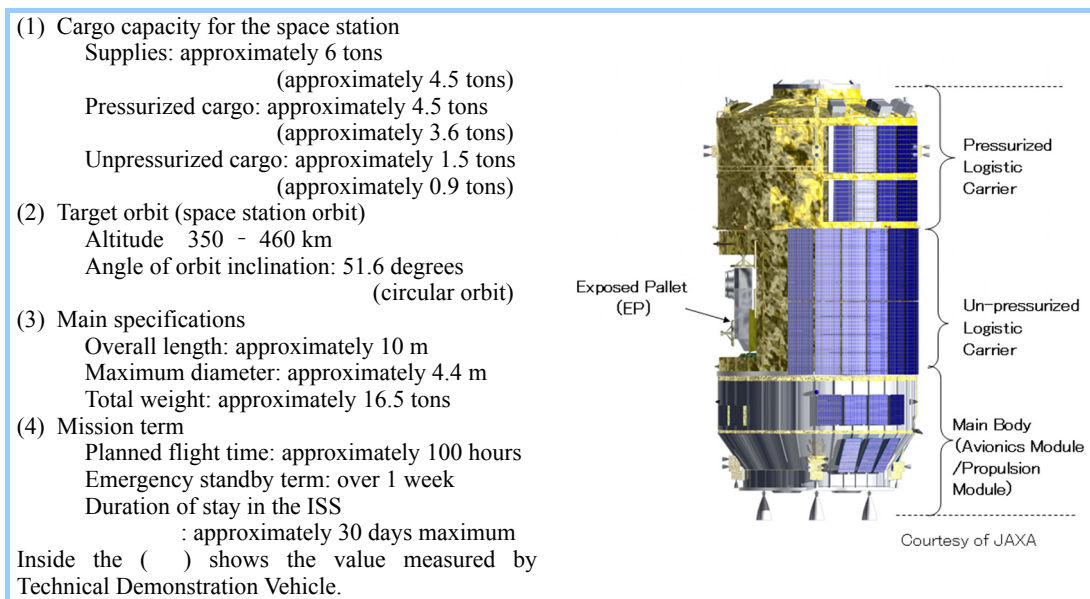 (1) Cargo capacity for the space station
Supplies: approximately 6 tons
(approximately 4.5 tons)
Pressurized cargo: approximately 4.5 tons
(approximately 3.6 tons)
Unpressurized cargo: approximately 1.5 tons
(approximately 0.9 tons)
(2) Target orbit (space station orbit)
Altitude 350 - 460 km
Angle of orbit inclination: 51.6 degrees
(circular orbit)
(3) Main specifications
Overall length: approximately 10 m
Maximum diameter: approximately 4.4 m
Total weight: approximately 16.5 tons
(4) Mission term
Planned flight time: approximately 100 hours
Emergency standby term: over 1 week
Duration of stay in the ISS
: approximately 30 days maximum
Inside the ( ) shows the value measured by
Technical Demonstration Vehicle.
Exposed Pallet
(EP)
Pressurized
Logistic
Carrier
Un-pressurized
Logistic
Carrier
Main Body
(Avionics Module
/Propulsion
Module)
Courtesy of JAXA